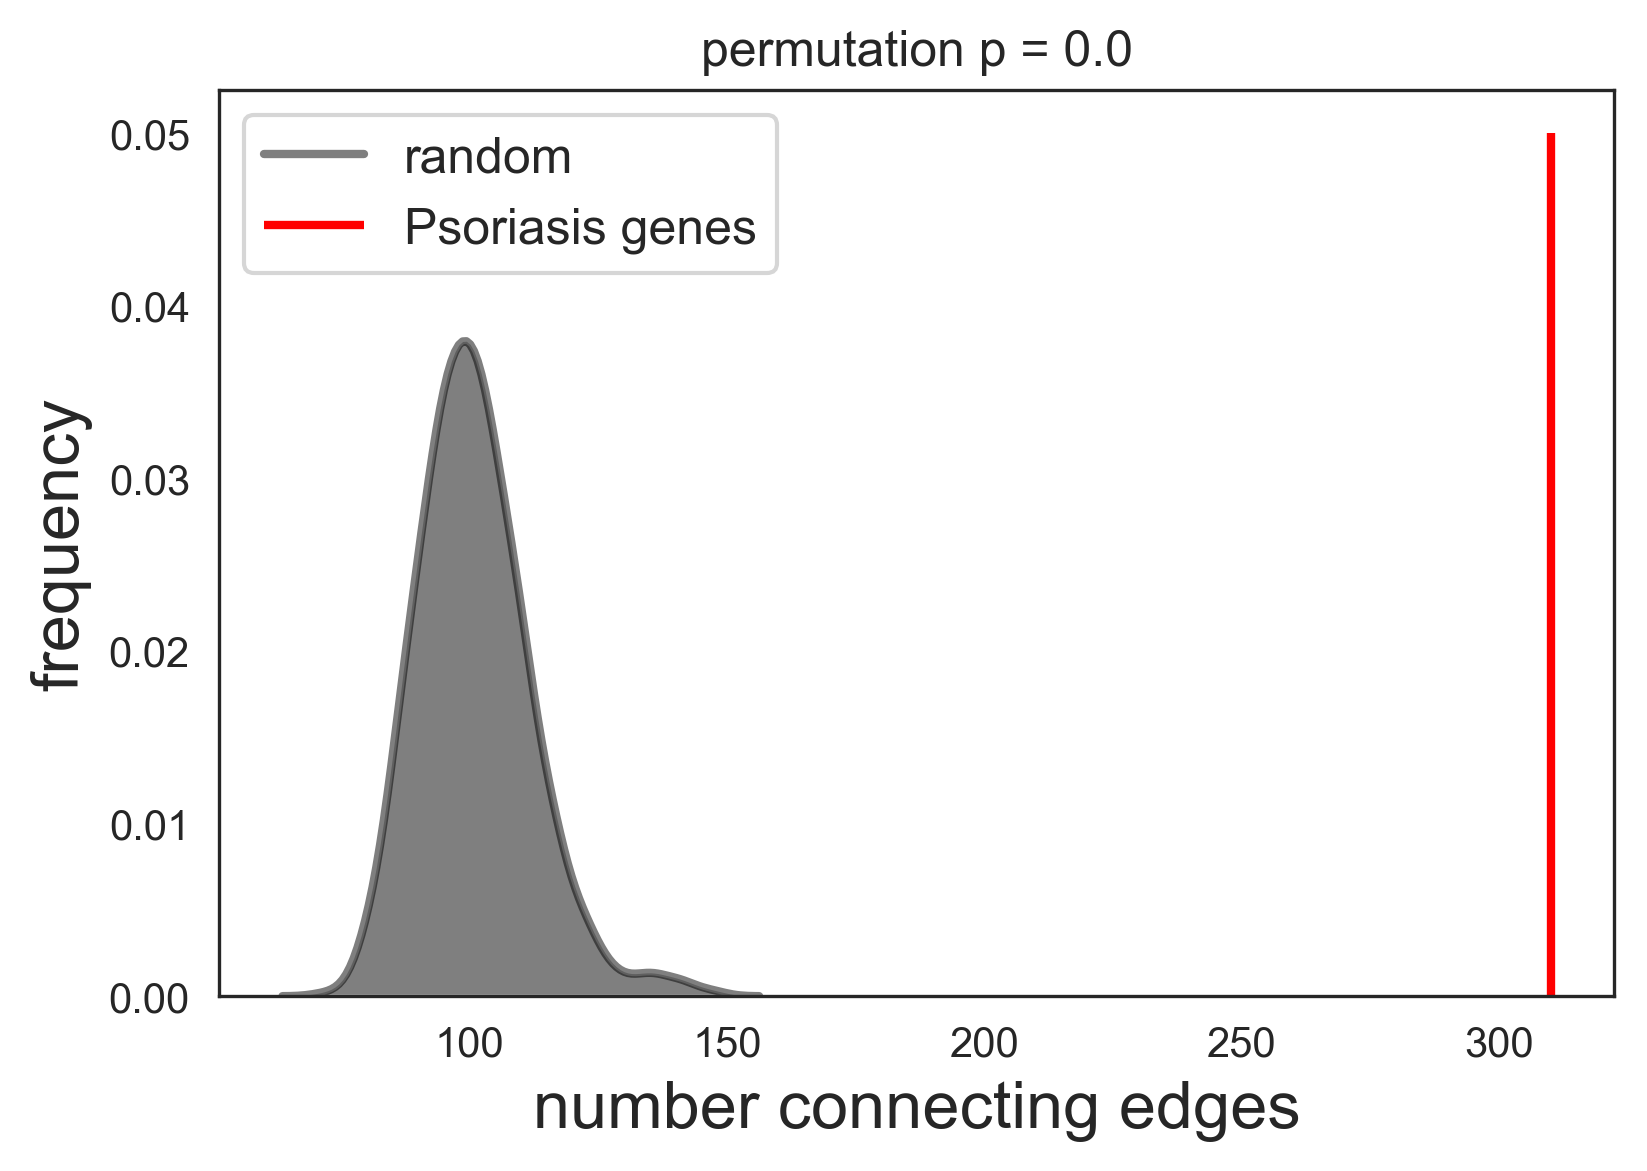 permutation p = 0.0
random
Psoriasis genes
frequency
0.05
0.04
0.03
0.02
0.01
0.00
100 150 200 250 300
number connecting edges